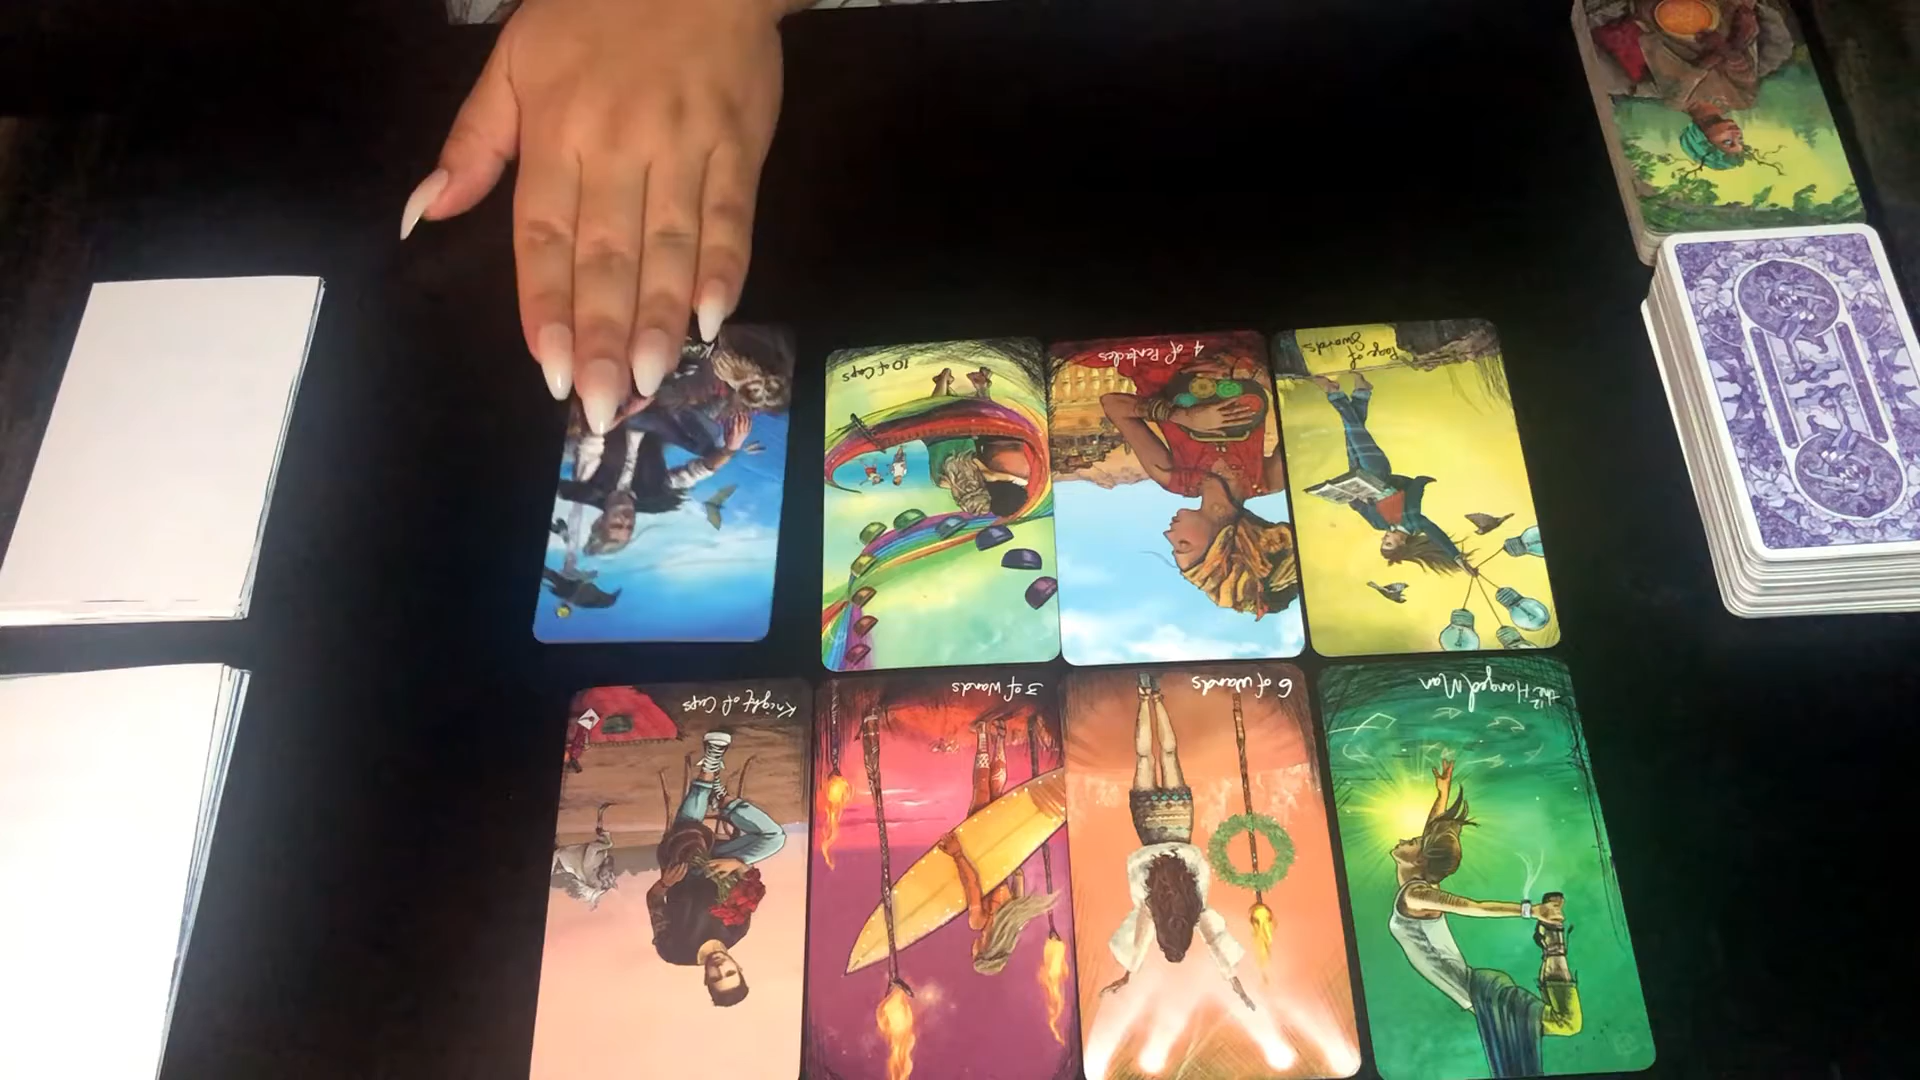 10 of Cups
4 of Pentacles
Page of
Swords
Knight of Cups
3 of Wands
6 of Wands
the Hanged Man
12